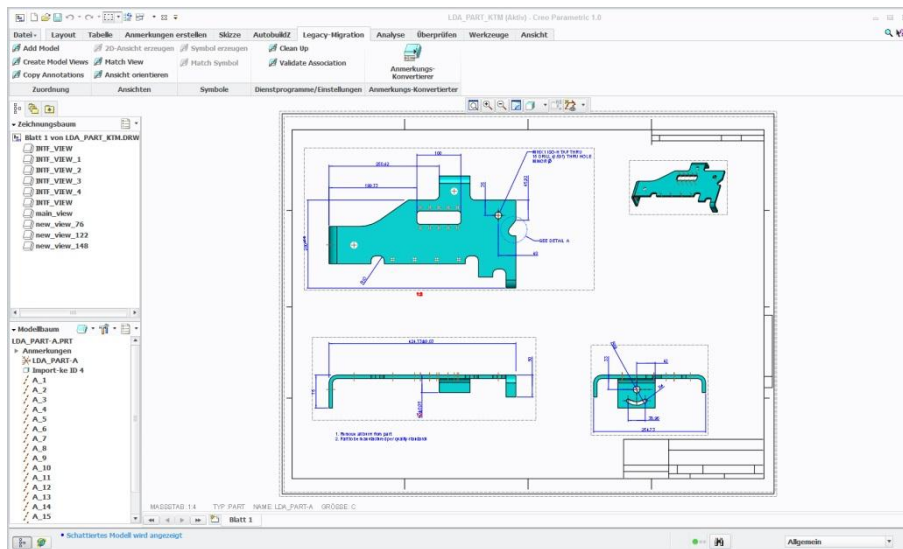 LDA_PART_KTM (Aktiv) - Creo Parametric 1.0
Datei Layout Tabelle Anmerkungen erstellen Skizze AutobuildZ Legacy-Migration Analyse Überprüfen Werkzeuge Ansicht
Add Model
Create Model Views
Copy Annotations
Zuordnung
2D-Ansicht erzeugen
Match View
Ansicht orientieren
Ansichten
Symbol erzeugen
Match Symbol
Symbole
Clean Up
Validate Association
Dienstprogramme/Einstellungen
Anmerkungs-
Konvertierer
Anmerkungs-Konvertierter
Zeichnungsbaum
Blatt 1 von LDA_PART_KTM.DRW
INTF_VIEW
INTF_VIEW_1
INTF_VIEW_2
INTF_VIEW_3
INTF_VIEW_4
INTF_VIEW
main_view
new_view_76
new_view_122
new_view_148
Modellbaum
LDA_PART-A.PRT
Anmerkungen
LDA_PART-A
Import-ke ID 4
A_1
A_2
A_3
A_4
A_5
A_6
A_7
A_8
A_9
A_10
A_11
A_12
A_13
A_14
A_15
100
SEE DETAIL A
MASSSTAB 1:4 TYP: PART NAME: LDA_PART-A GRÖSSE: C
Blatt 1
Schattiertes Modell wird angezeigt
Allgemein